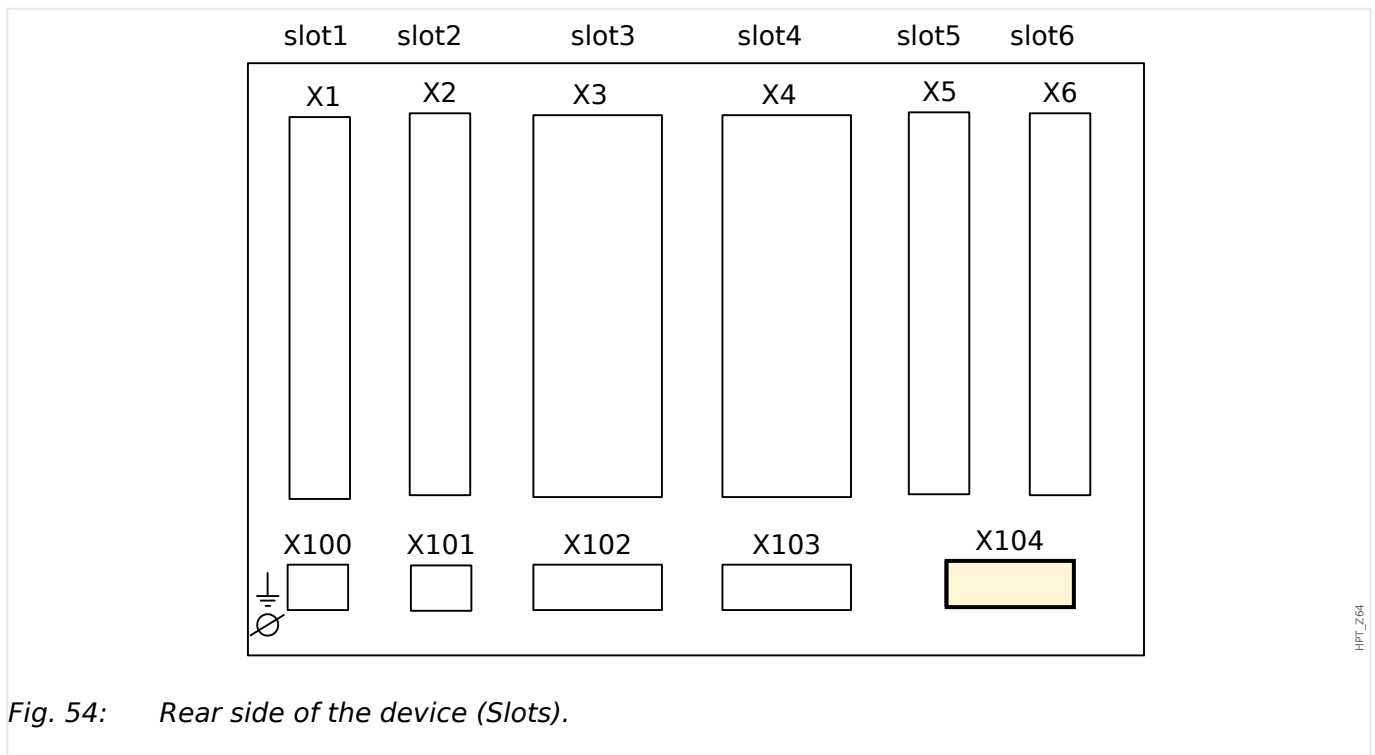 slot1 slot2 slot3 slot4 slot5 slot6
X1 X2 X3 X4 X5 X6
X100 X101 X102 X103 X104
HPT_Z64
Fig. 54: Rear side of the device (Slots).